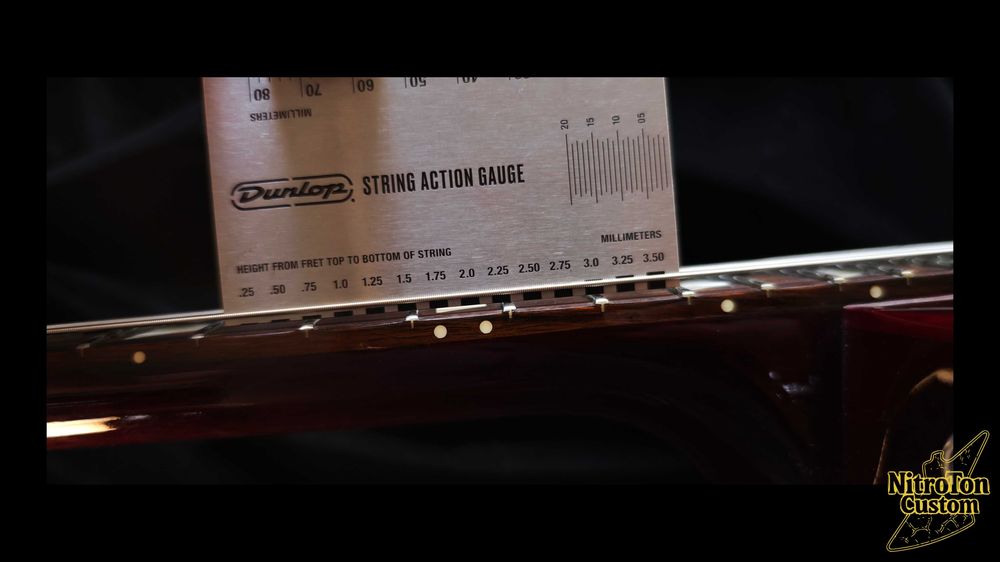 80 70 60 50 40
MILLIMETERS
20 15 10 05
Dunlop STRING ACTION GAUGE
MILLIMETERS
HEIGHT FROM FRET TOP TO BOTTOM OF STRING
.25 .50 .75 1.0 1.25 1.5 1.75 2.0 2.25 2.50 2.75 3.0 3.25 3.50
NitroTon
Custom